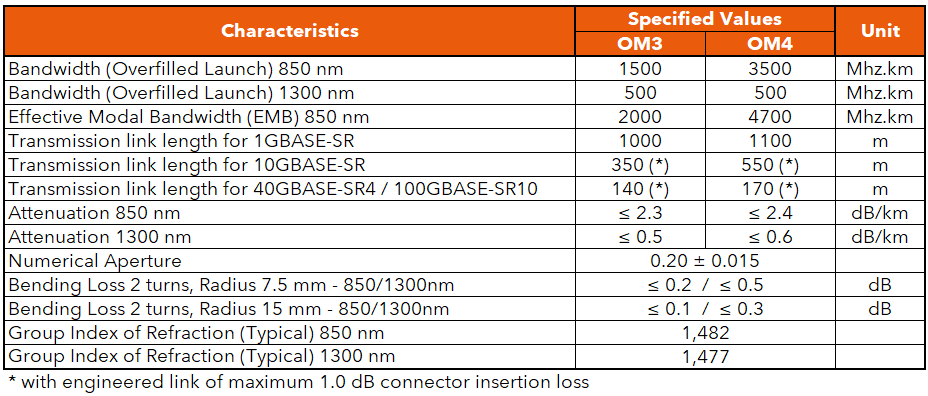 Characteristics Specified Values Unit
OM3 OM4
Bandwidth (Overfilled Launch) 850 nm 1500 3500 Mhz.km
Bandwidth (Overfilled Launch) 1300 nm 500 500 Mhz.km
Effective Modal Bandwidth (EMB) 850 nm 2000 4700 Mhz.km
Transmission link length for 1GBASE-SR 1000 1100 m
Transmission link length for 10GBASE-SR 350 (*) 550 (*) m
Transmission link length for 40GBASE-SR4 / 100GBASE-SR10 140 (*) 170 (*) m
Attenuation 850 nm ≤ 2.3 ≤ 2.4 dB/km
Attenuation 1300 nm ≤ 0.5 ≤ 0.6 dB/km
Numerical Aperture 0.20 ± 0.015
Bending Loss 2 turns, Radius 7.5 mm - 850/1300nm ≤ 0.2 / ≤ 0.5 dB
Bending Loss 2 turns, Radius 15 mm - 850/1300nm ≤ 0.1 / ≤ 0.3 dB
Group Index of Refraction (Typical) 850 nm 1,482
Group Index of Refraction (Typical) 1300 nm 1,477
* with engineered link of maximum 1.0 dB connector insertion loss